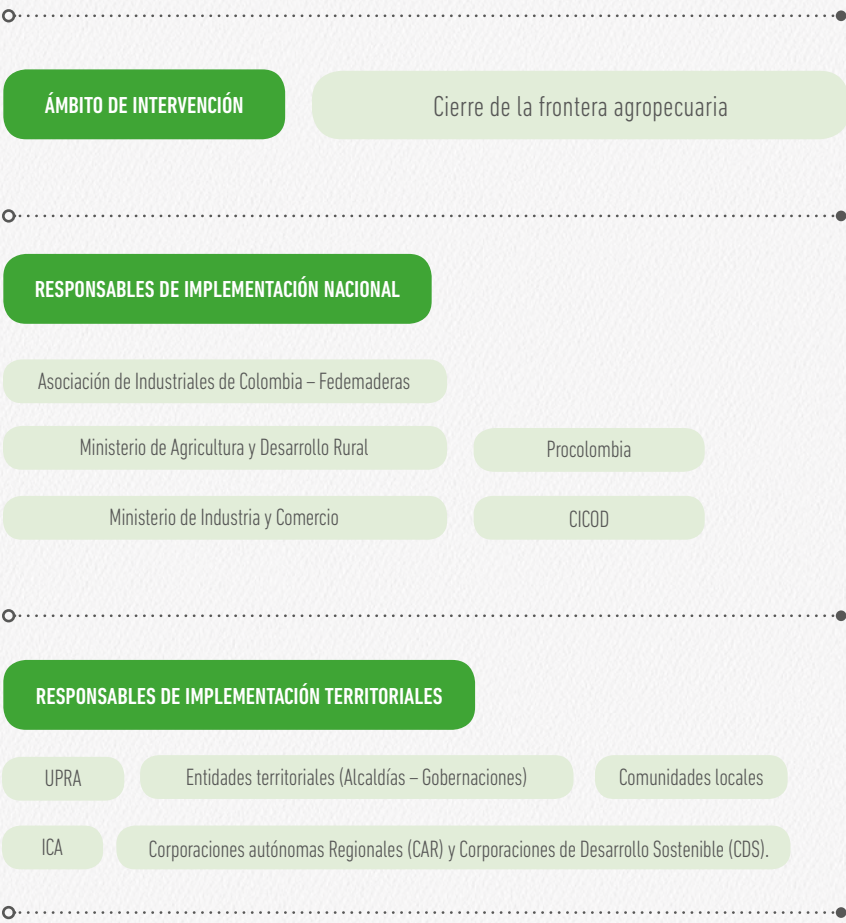 ÁMBITO DE INTERVENCIÓN
Cierre de la frontera agropecuaria
RESPONSABLES DE IMPLEMENTACIÓN NACIONAL
Asociación de Industriales de Colombia – Fedemaderas
Ministerio de Agricultura y Desarrollo Rural
Procolombia
Ministerio de Industria y Comercio
CICOD
RESPONSABLES DE IMPLEMENTACIÓN TERRITORIALES
UPRA
Entidades territoriales (Alcaldías – Gobernaciones)
Comunidades locales
ICA
Corporaciones autónomas Regionales (CAR) y Corporaciones de Desarrollo Sostenible (CDS).